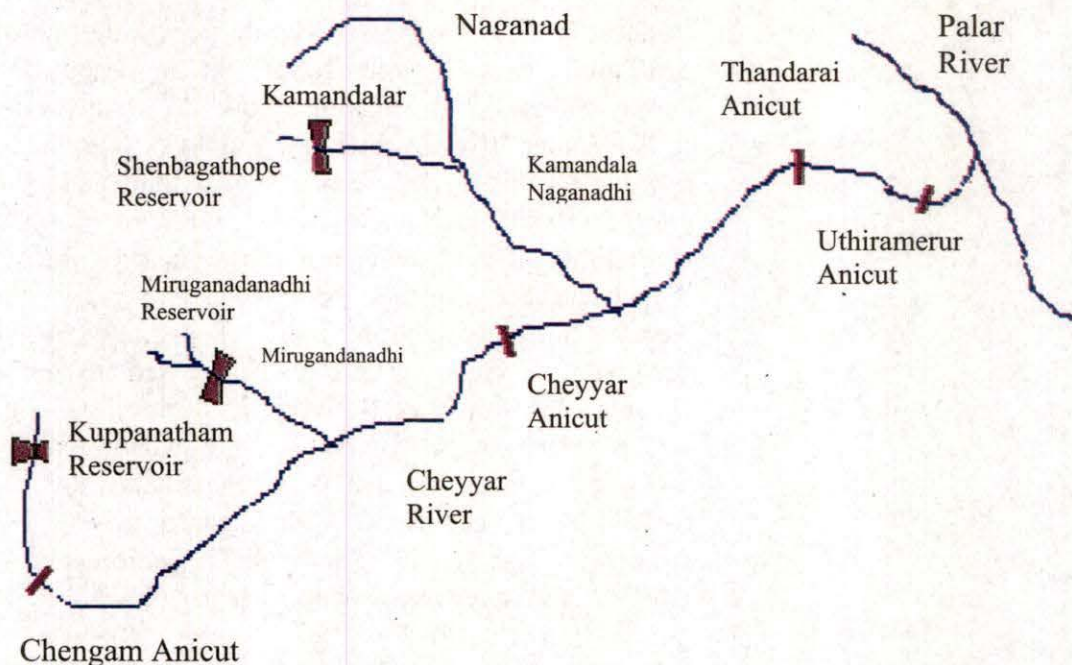 Naganad
Palar
River
Thandarai
Anicut
Kamandalar
Shenbagathope
Reservoir
Kamandala
Naganadhi
Uthiramerur
Anicut
Miruganadanadhi
Reservoir
Mirugandanadhi
Cheyyar
Anicut
Kuppanatham
Reservoir
Cheyyar
River
Chengam Anicut